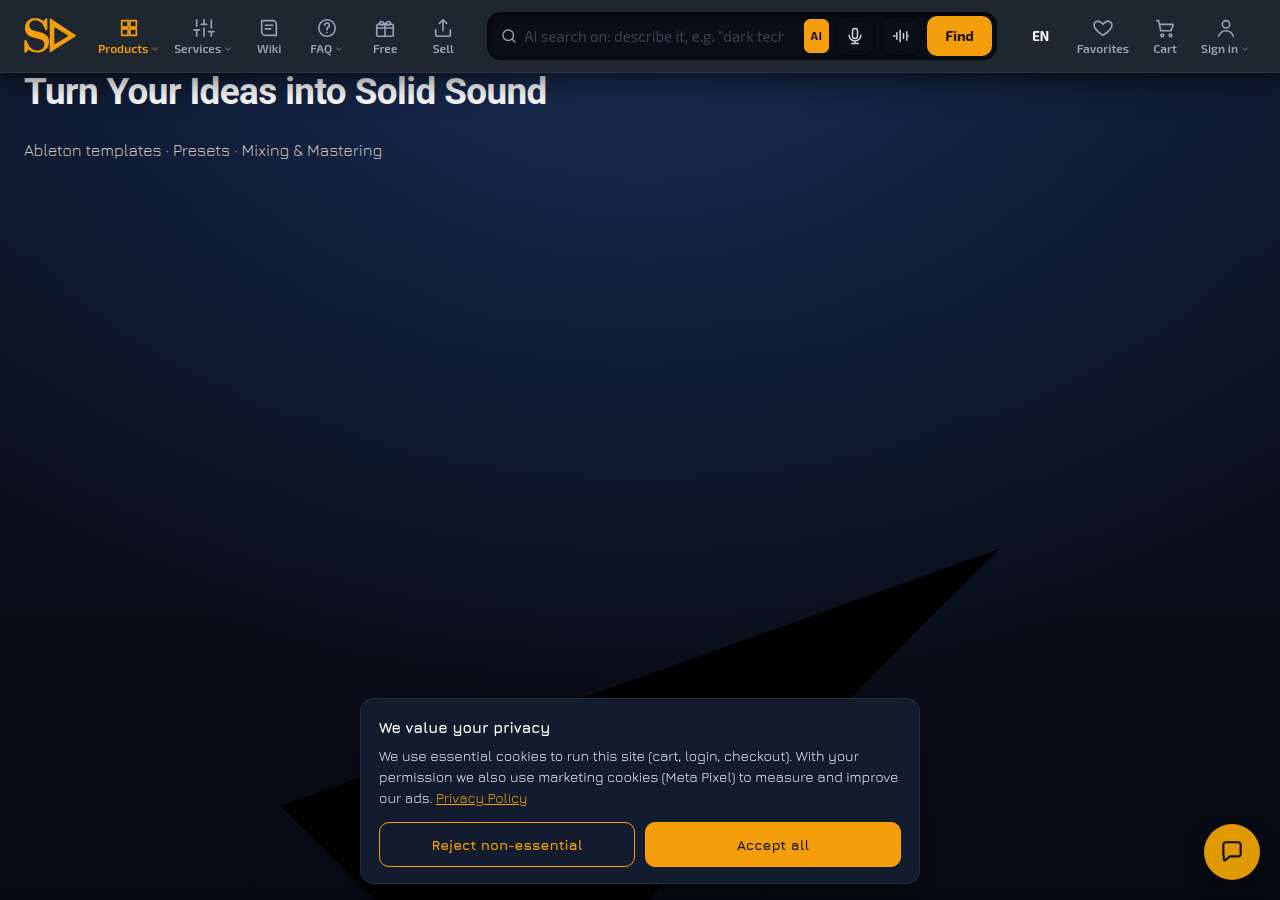 Products
Services
Wiki
FAQ
Free
Sell
AI search on: describe it, e.g. "dark tech
AI
Find
EN
Favorites
Cart
Sign in
Turn Your Ideas into Solid Sound
Ableton templates · Presets · Mixing & Mastering
We value your privacy
We use essential cookies to run this site (cart, login, checkout). With your
permission we also use marketing cookies (Meta Pixel) to measure and improve
our ads. Privacy Policy
Reject non-essential
Accept all